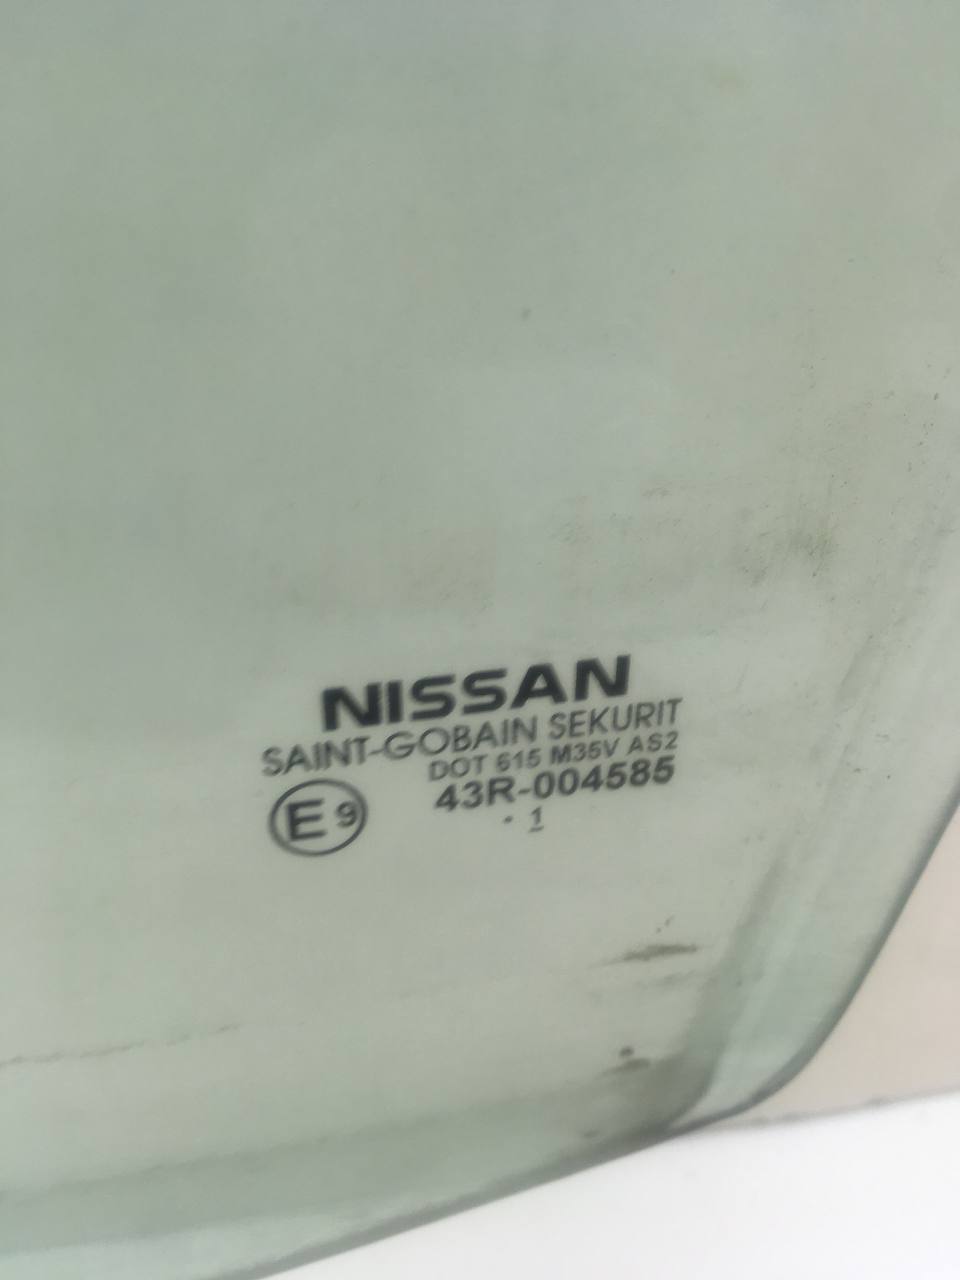 NISSAN
SAINT-GOBAIN SEKURIT
DOT 615 M35V AS2
E9 43R-004585
. 1